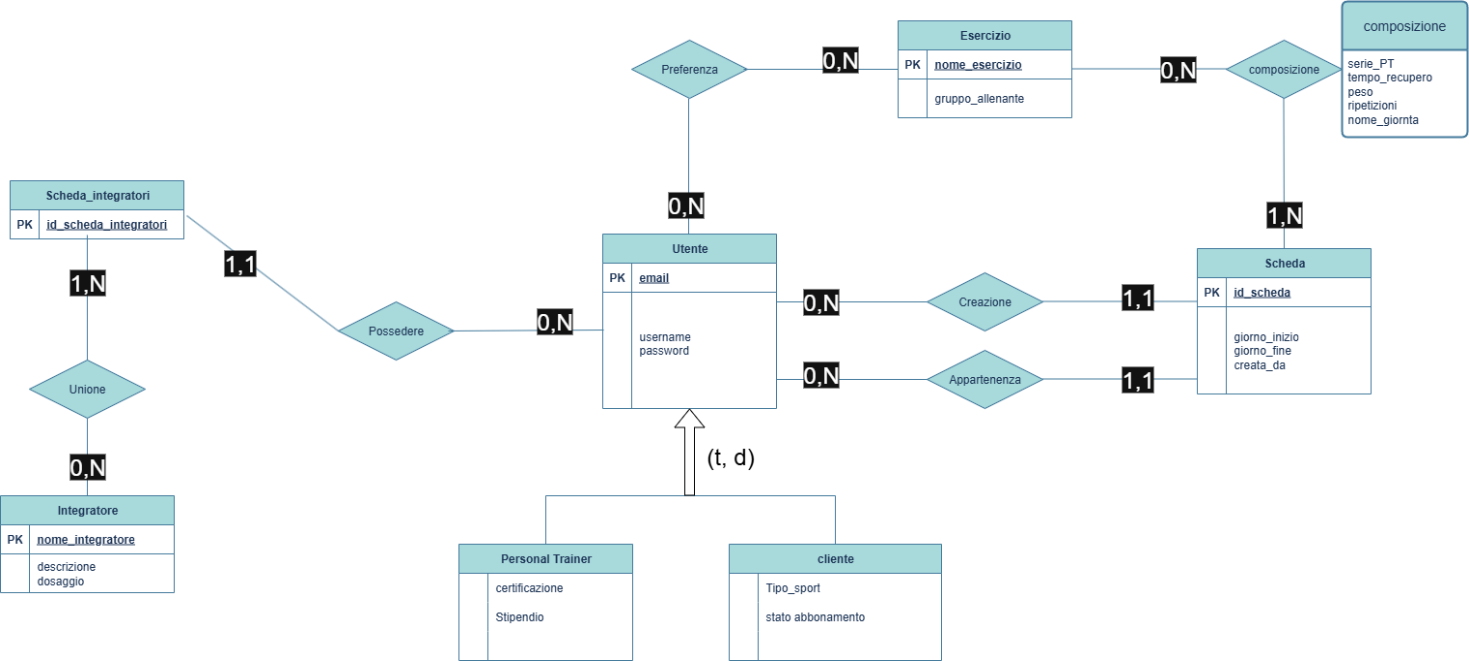 composizione
serie_PT
tempo_recupero
peso
ripetizioni
nome_giornta
Esercizio
PK nome_esercizio
gruppo_allenante
Preferenza
0,N
0,N
composizione
Scheda_integratori
PK id_scheda_integratori
0,N
1,N
1,1
1,N
Utente
PK email
username
password
Scheda
PK id_scheda
giorno_inizio
giorno_fine
creata_da
0,N
Creazione
1,1
Possedere
0,N
0,N
Appartenenza
1,1
Unione
0,N
(t, d)
Integratore
PK nome_integratore
descrizione
dosaggio
Personal Trainer
certificazione
Stipendio
cliente
Tipo_sport
stato abbonamento